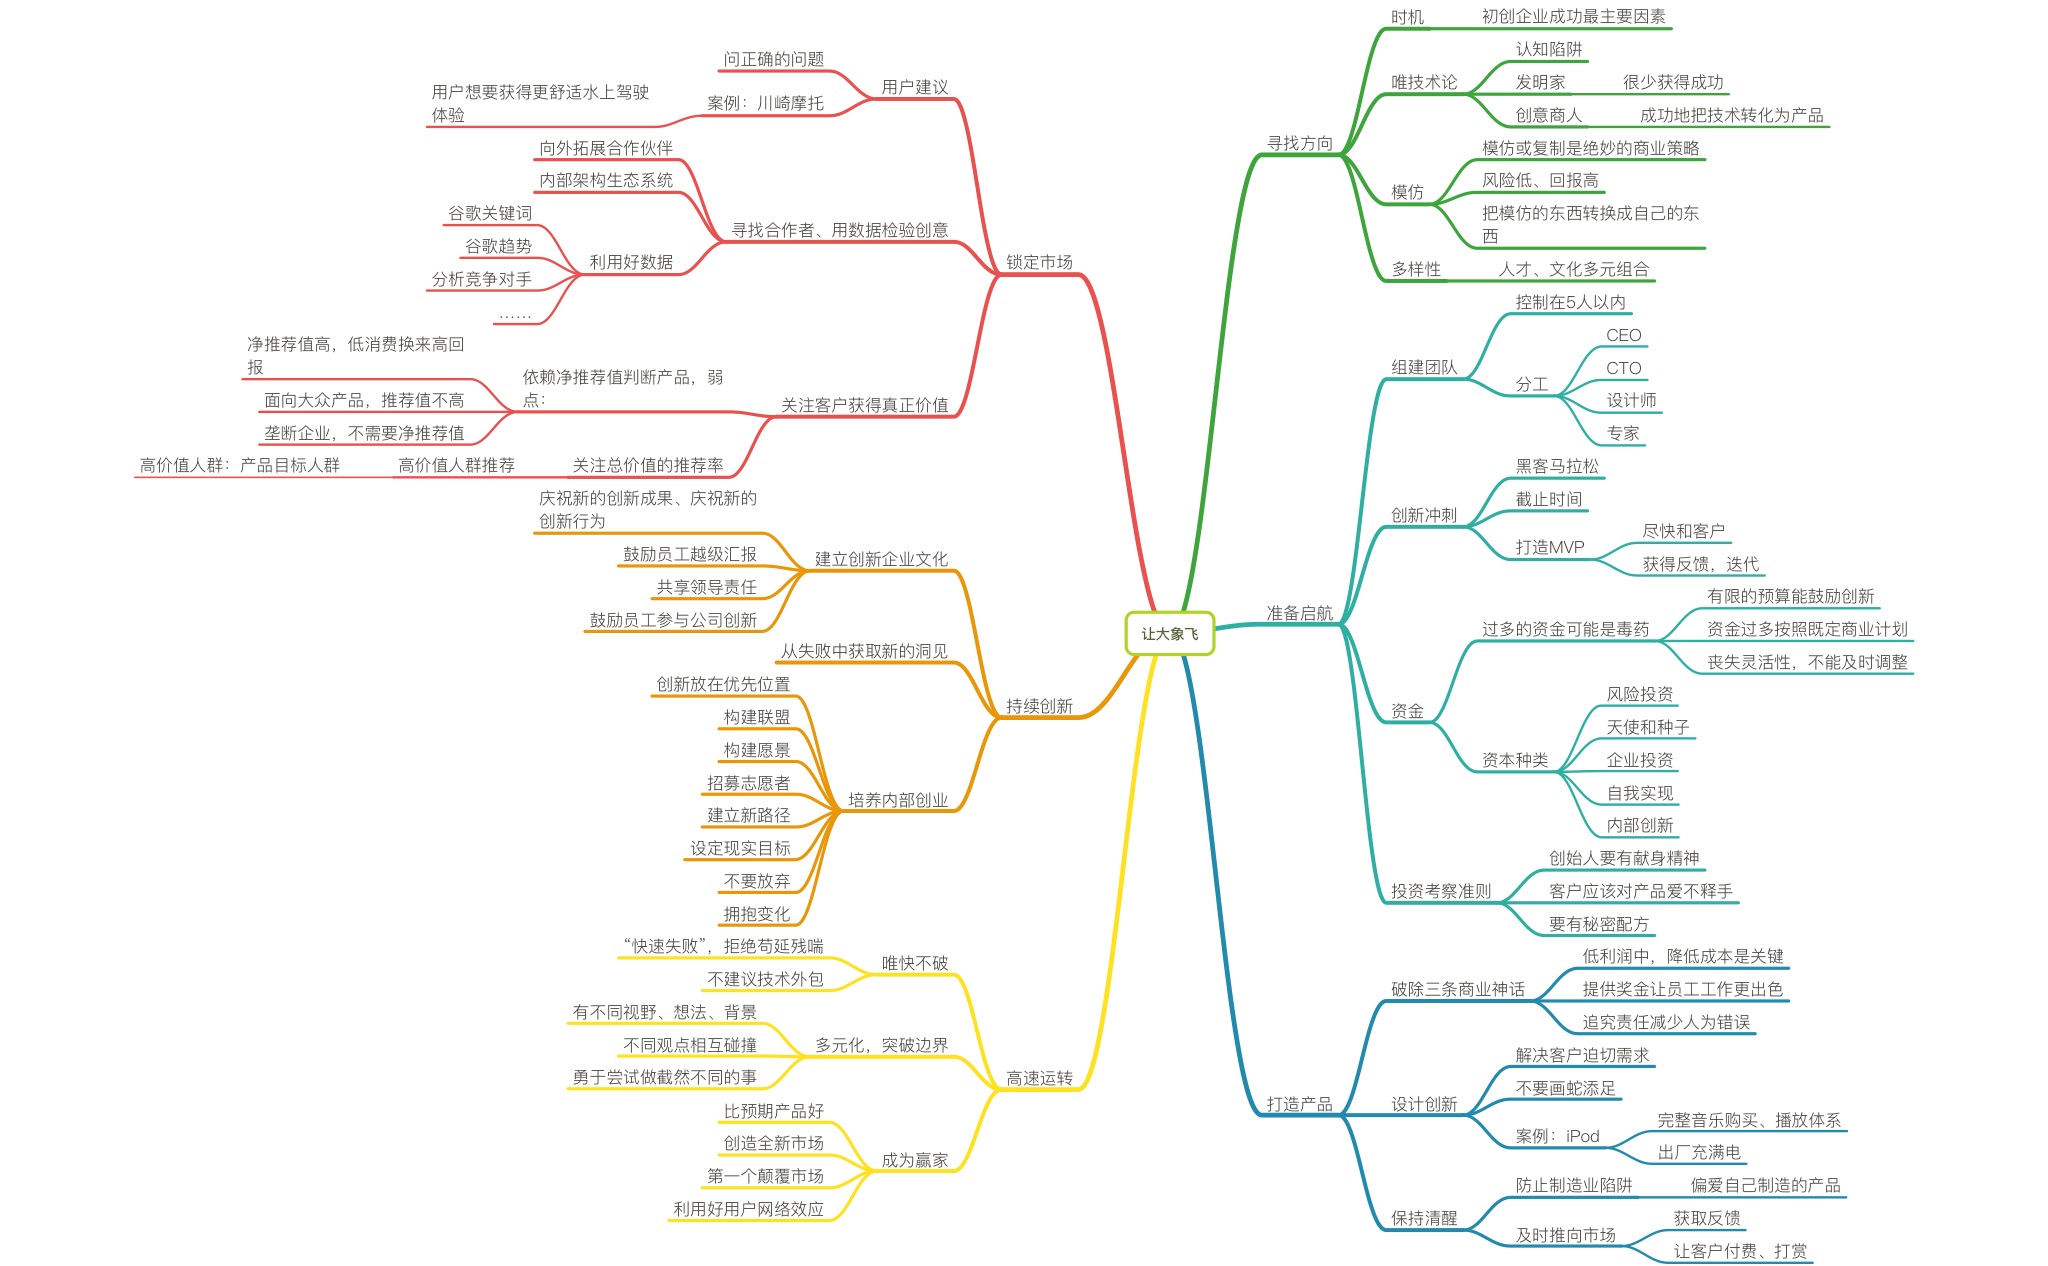 让大象飞
寻找方向
时机
初创企业成功最主要因素
唯技术论
认知陷阱
发明家
很少获得成功
创意商人
成功地把技术转化为产品
模仿
模仿或复制是绝妙的商业策略
风险低、回报高
把模仿的东西转换成自己的东
西
多样性
人才、文化多元组合
准备启航
组建团队
控制在5人以内
分工
CEO
CTO
设计师
专家
创新冲刺
黑客马拉松
截止时间
打造MVP
尽快和客户
获得反馈，迭代
资金
过多的资金可能是毒药
有限的预算能鼓励创新
资金过多按照既定商业计划
丧失灵活性，不能及时调整
资本种类
风险投资
天使和种子
企业投资
自我实现
内部创新
投资考察准则
创始人要有献身精神
客户应该对产品爱不释手
要有秘密配方
打造产品
破除三条商业神话
低利润中，降低成本是关键
提供奖金让员工工作更出色
追究责任减少人为错误
设计创新
解决客户迫切需求
不要画蛇添足
案例：iPod
完整音乐购买、播放体系
出厂充满电
保持清醒
防止制造业陷阱
偏爱自己制造的产品
及时推向市场
获取反馈
让客户付费、打赏
锁定市场
用户建议
问正确的问题
案例：川崎摩托
用户想要获得更舒适水上驾驶
体验
寻找合作者、用数据检验创意
向外拓展合作伙伴
内部架构生态系统
利用好数据
谷歌关键词
谷歌趋势
分析竞争对手
……
关注客户获得真正价值
依赖净推荐值判断产品，弱
点：
净推荐值高，低消费换来高回
报
面向大众产品，推荐值不高
垄断企业，不需要净推荐值
关注总价值的推荐率
高价值人群推荐
高价值人群：产品目标人群
持续创新
建立创新企业文化
庆祝新的创新成果、庆祝新的
创新行为
鼓励员工越级汇报
共享领导责任
鼓励员工参与公司创新
从失败中获取新的洞见
培养内部创业
创新放在优先位置
构建联盟
构建愿景
招募志愿者
建立新路径
设定现实目标
不要放弃
拥抱变化
高速运转
唯快不破
“快速失败”，拒绝苟延残喘
不建议技术外包
多元化，突破边界
有不同视野、想法、背景
不同观点相互碰撞
勇于尝试做截然不同的事
成为赢家
比预期产品好
创造全新市场
第一个颠覆市场
利用好用户网络效应